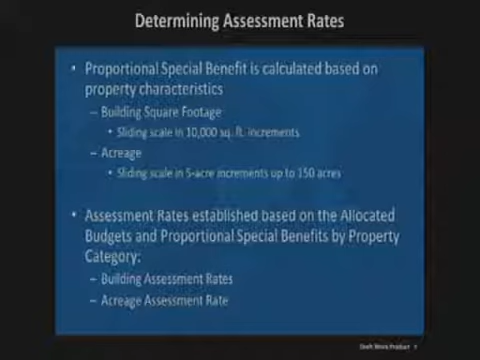 Determining Assessment Rates
• Proportional Special Benefit is calculated based on
property characteristics
– Building Square Footage
• Sliding scale in 10,000 sq. ft. increments
– Acreage
• Sliding scale in 5-acre increments up to 150 acres
• Assessment Rates established based on the Allocated
Budgets and Proportional Special Benefits by Property
Category:
– Building Assessment Rates
– Acreage Assessment Rate
Draft Work Product